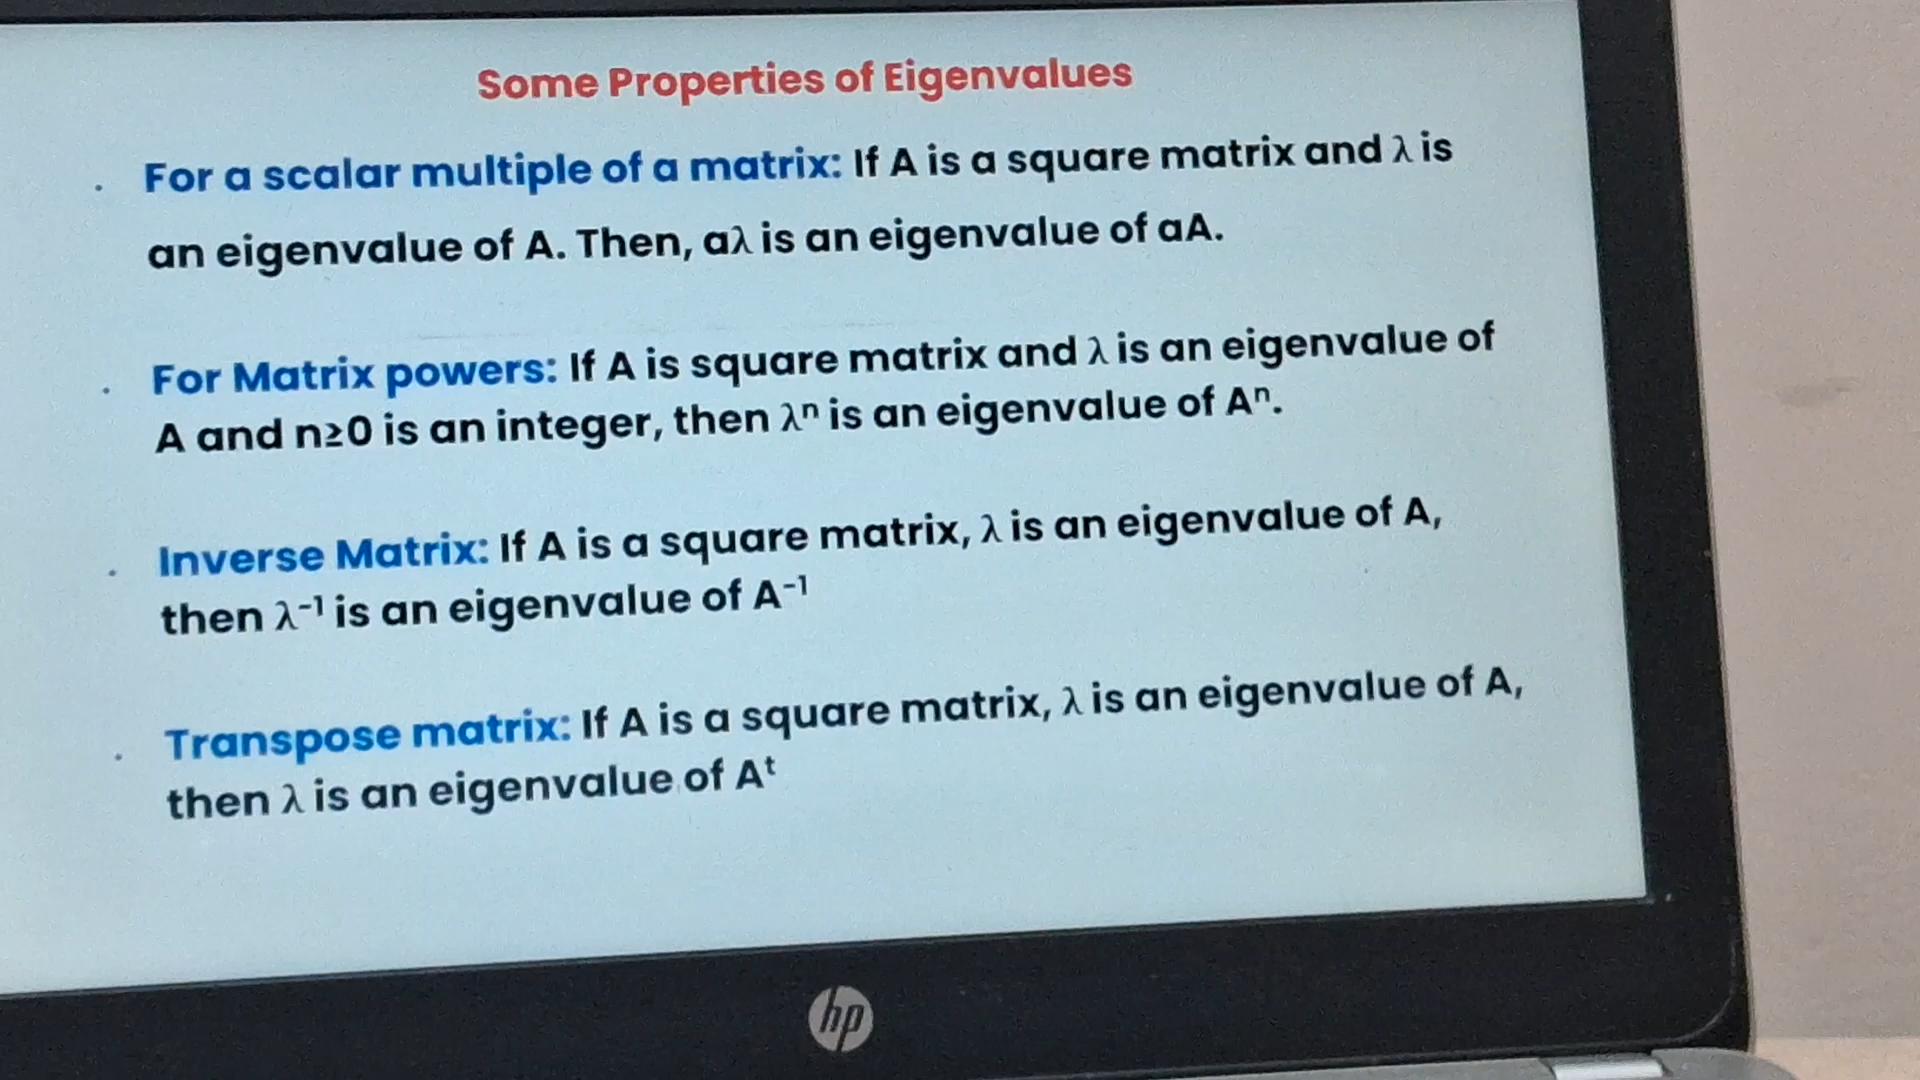 Some Properties of Eigenvalues
. For a scalar multiple of a matrix: If A is a square matrix and λ is
an eigenvalue of A. Then, aλ is an eigenvalue of aA.
. For Matrix powers: If A is square matrix and λ is an eigenvalue of
A and n≥0 is an integer, then λⁿ is an eigenvalue of Aⁿ.
. Inverse Matrix: If A is a square matrix, λ is an eigenvalue of A,
then λ⁻¹ is an eigenvalue of A⁻¹
. Transpose matrix: If A is a square matrix, λ is an eigenvalue of A,
then λ is an eigenvalue of Aᵗ
hp